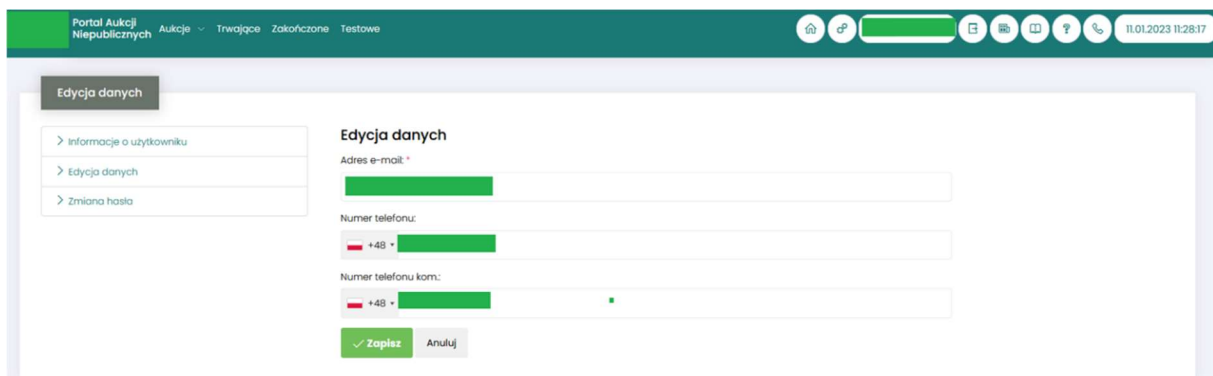 Portal Aukcji
Niepublicznych
Aukcje Trwające Zakończone Testowe
? 11.01.2023 11:28:17
Edycja danych
Informacje o użytkowniku
Edycja danych
Zmiana hasła
Edycja danych
Adres e-mail: *
Numer telefonu:
+48
Numer telefonu kom.:
+48
Zapisz Anuluj